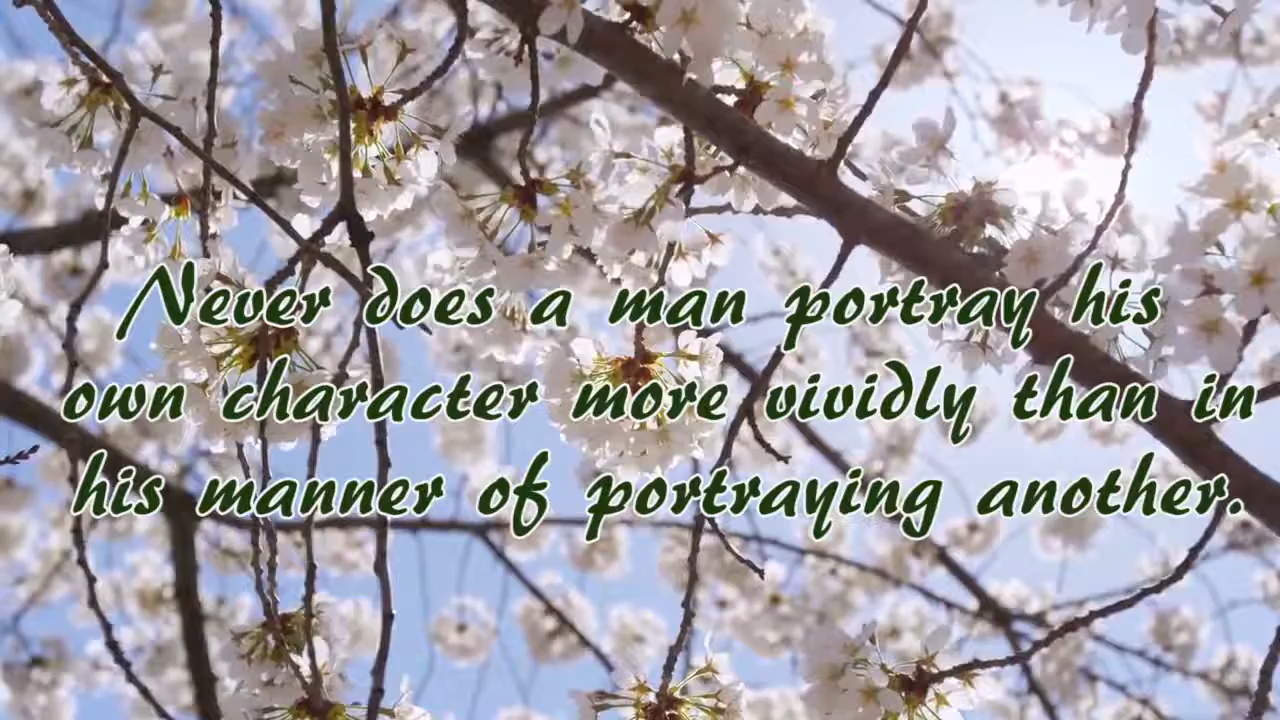 Never does a man portray his
own character more vividly than in
his manner of portraying another.